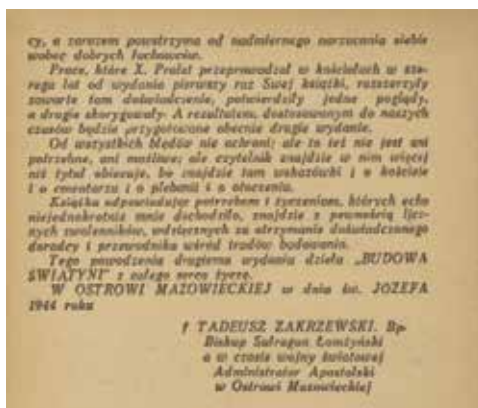 cy, a zarazem powstrzyma od nadmiernego narzucania siebie
wobec dobrych fachowców.
Prace, które X. Prałat przeprowadzał w kościołach w sze-
regu lat od wydania pierwszy raz Swej książki, rozszerzyły
zawarte tam doświadczenie, potwierdziły jedne poglądy,
a drugie skorygowały. A rezultatem, dostosowanym do naszych
czasów będzie przygotowane obecnie drugie wydanie.
Od wszystkich błędów nie ochroni; ale to też nie jest ani
potrzebne, ani możliwe; ale czytelnik znajdzie w nim więcej
niż tytuł obiecuje, bo znajdzie tam wskazówki i o kościele
i o cmentarzu i o plebanii i o otoczeniu.
Książka odpowiadając potrzebom i życzeniom, których echo
niejednokrotnie mnie dochodziło, znajdzie z pewnością licz-
nych zwolenników, wdzięcznych za otrzymanie doświadczonego
doradcy i przewodnika wśród trudów budowania.
Tego powodzenia drugiemu wydaniu dzieła „BUDOWA
ŚWIĄTYNI" z całego serca życzę.
W OSTROWI MAZOWIECKIEJ w dniu św. JÓZEFA
1944 roku
† TADEUSZ ZAKRZEWSKI. Bp.
Biskup Sufragan Łomżyński
a w czasie wojny światowej
Administrator Apostolski
w Ostrowi Mazowieckiej